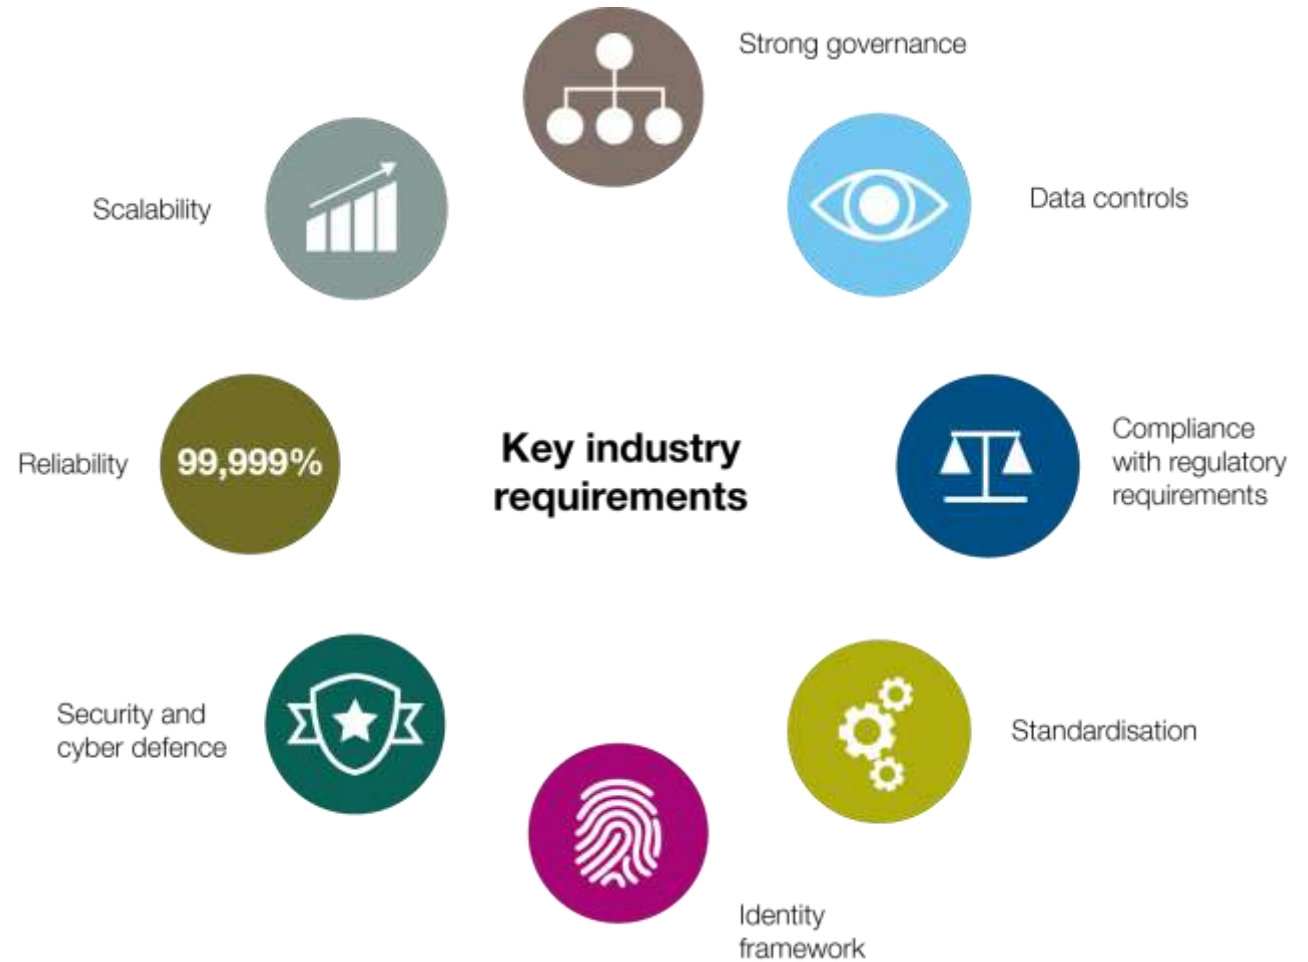 Strong governance
Data controls
Scalability
Compliance
with regulatory
requirements
Key industry
requirements
Reliability
99,999%
Security and
cyber defence
Standardisation
Identity
framework